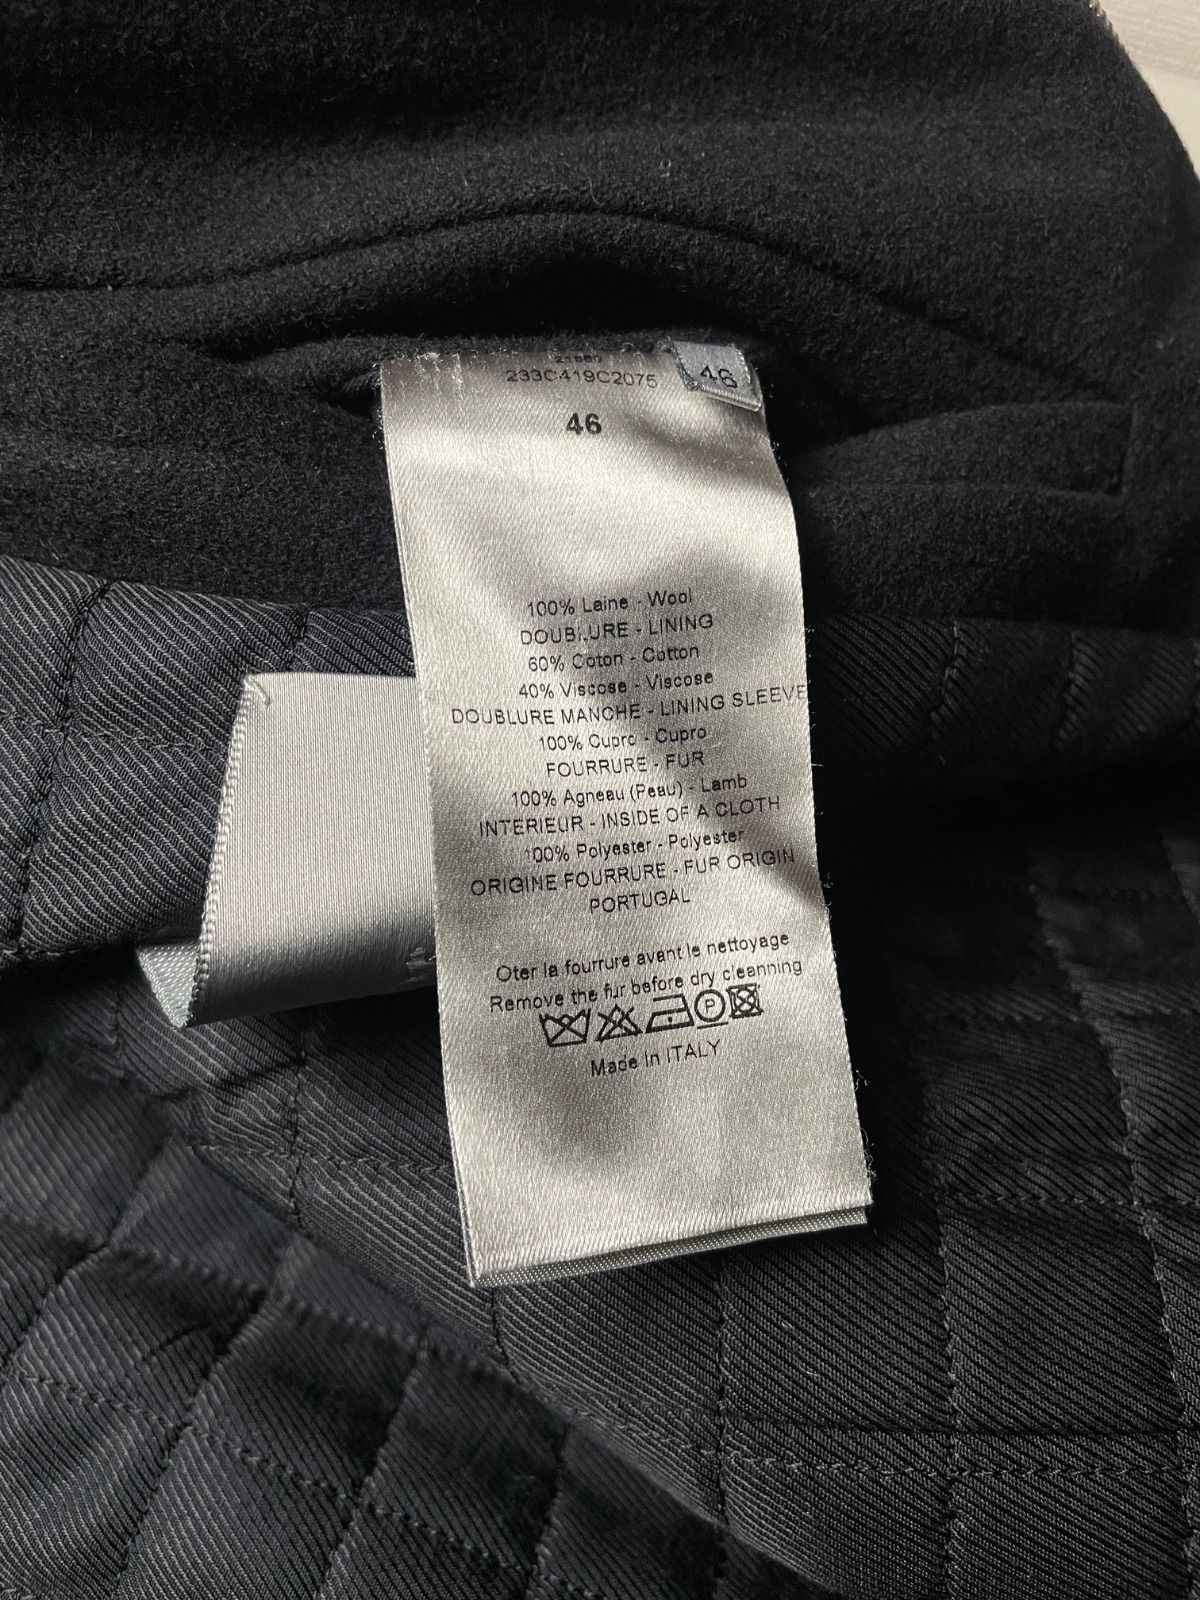 21880
233C419C2075
46
46
100% Laine - Wool
DOUBLURE - LINING
60% Coton - Cotton
40% Viscose - Viscose
DOUBLURE MANCHE - LINING SLEEVE
100% Cupro - Cupro
FOURRURE - FUR
100% Agneau (Peau) - Lamb
INTERIEUR - INSIDE OF A CLOTH
100% Polyester - Polyester
ORIGINE FOURRURE - FUR ORIGIN
PORTUGAL
Oter la fourrure avant le nettoyage
Remove the fur before dry cleanning
P
Made In ITALY